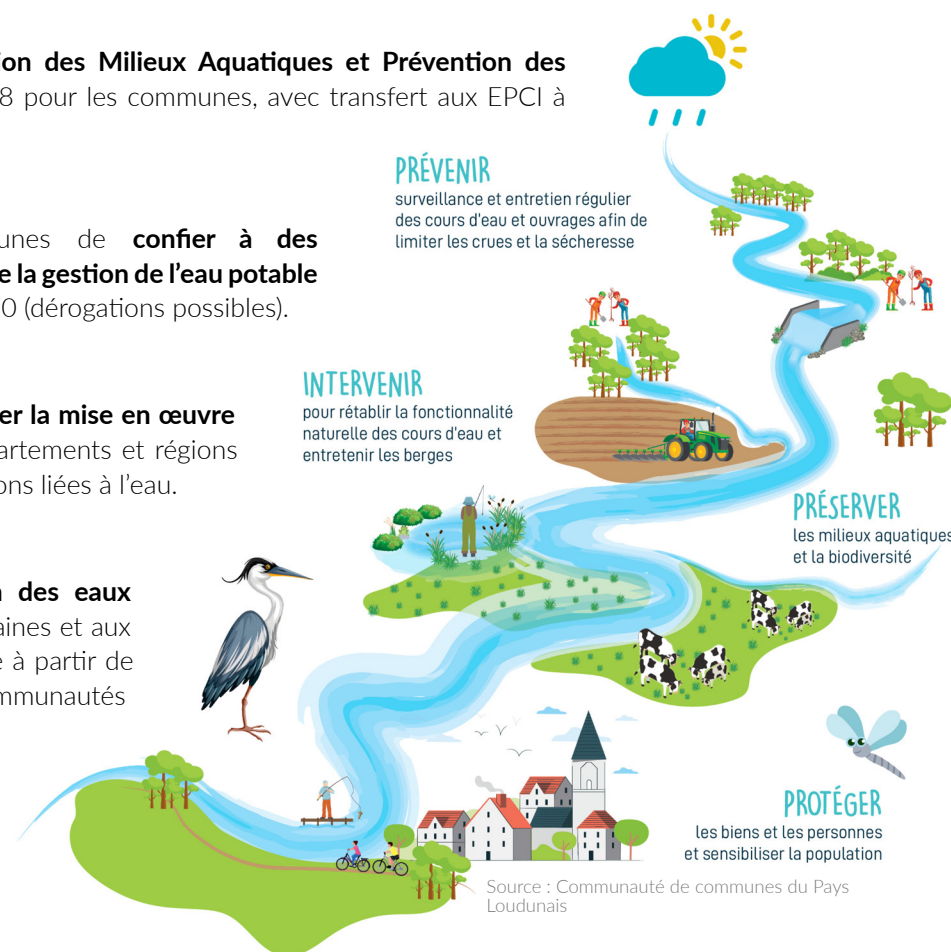 ion des Milieux Aquatiques et Prévention des
8 pour les communes, avec transfert aux EPCI à
PRÉVENIR
surveillance et entretien régulier
des cours d'eau et ouvrages afin de
limiter les crues et la sécheresse
unes de confier à des
e la gestion de l'eau potable
0 (dérogations possibles).
INTERVENIR
pour rétablir la fonctionnalité
naturelle des cours d'eau et
entretenir les berges
er la mise en œuvre
artements et régions
ons liées à l'eau.
PRÉSERVER
les milieux aquatiques
et la biodiversité
des eaux
aines et aux
e à partir de
mmunautés
PROTÉGER
les biens et les personnes
et sensibiliser la population
Source : Communauté de communes du Pays
Loudunais